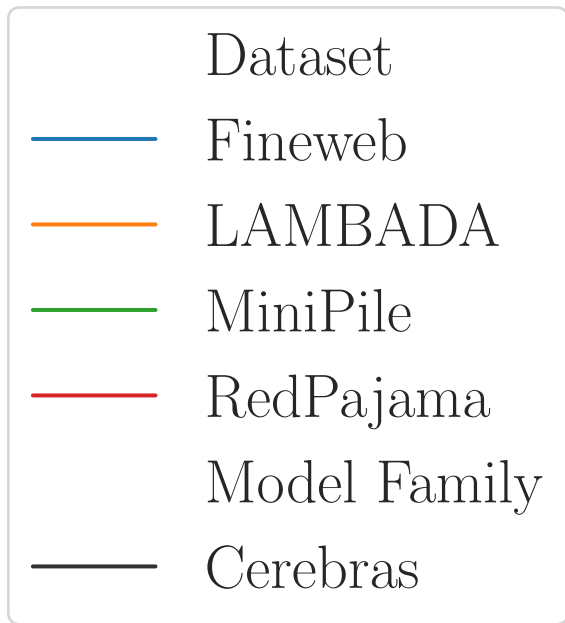 Dataset
Fineweb
LAMBADA
MiniPile
RedPajama
Model Family
Cerebras